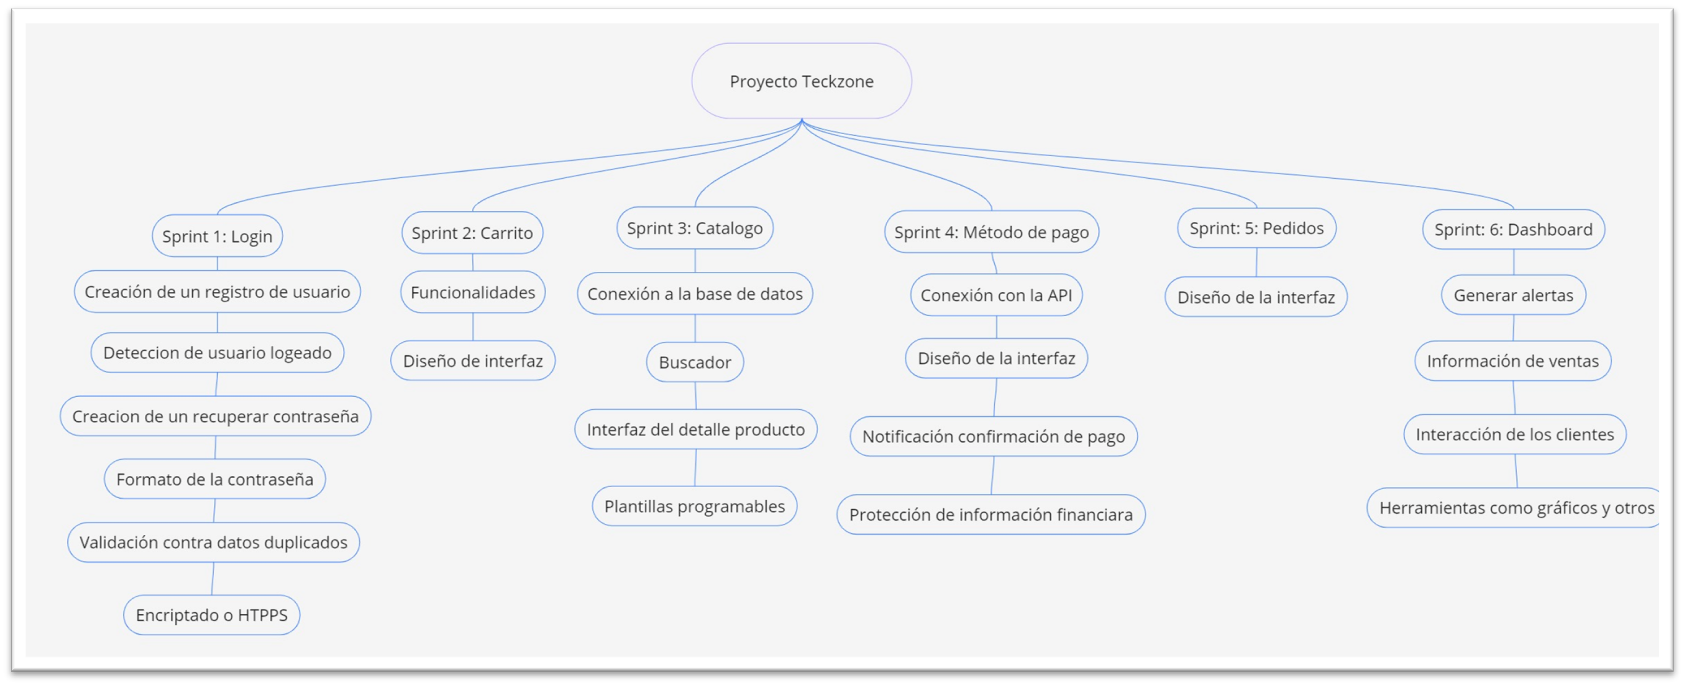 Proyecto Teckzone
Sprint 1: Login
Creación de un registro de usuario
Deteccion de usuario logeado
Creacion de un recuperar contraseña
Formato de la contraseña
Validación contra datos duplicados
Encriptado o HTPPS
Sprint 2: Carrito
Funcionalidades
Diseño de interfaz
Sprint 3: Catalogo
Conexión a la base de datos
Buscador
Interfaz del detalle producto
Plantillas programables
Sprint 4: Método de pago
Conexión con la API
Diseño de la interfaz
Notificación confirmación de pago
Protección de información financiara
Sprint: 5: Pedidos
Diseño de la interfaz
Sprint: 6: Dashboard
Generar alertas
Información de ventas
Interacción de los clientes
Herramientas como gráficos y otros